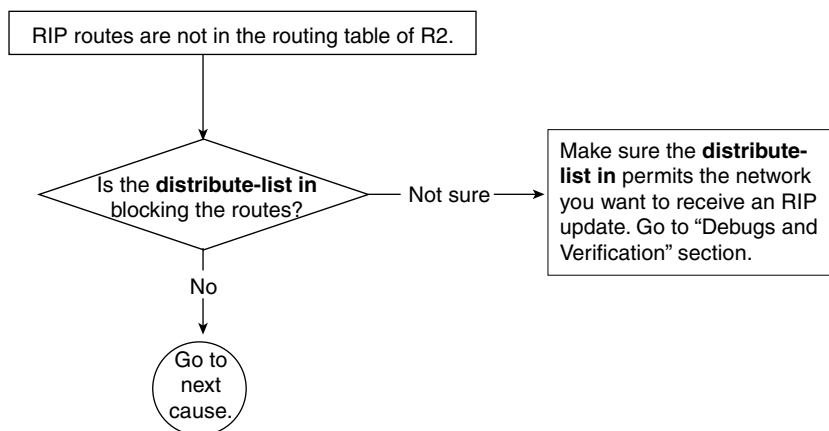 RIP routes are not in the routing table of R2.
Is the distribute-list in
blocking the routes?
Not sure
Make sure the distribute-
list in permits the network
you want to receive an RIP
update. Go to “Debugs and
Verification” section.
No
Go to
next
cause.